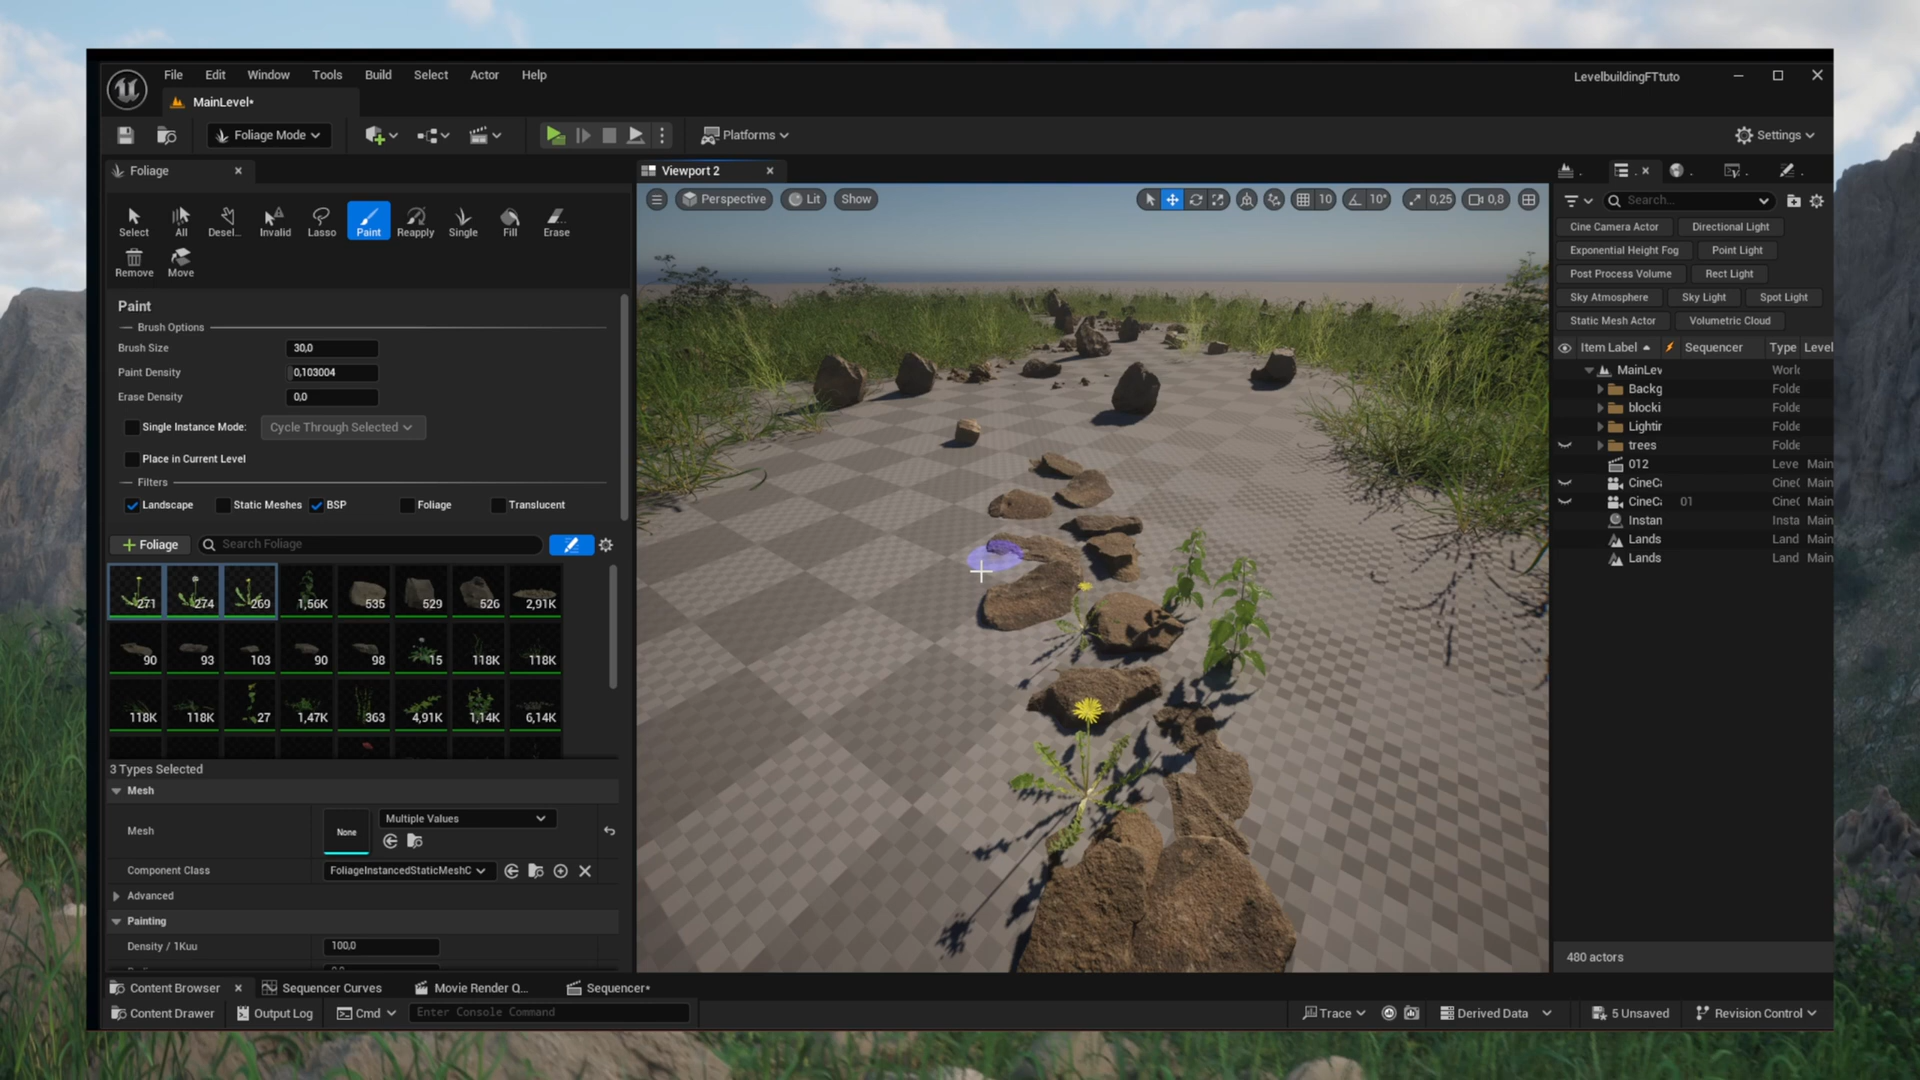 File Edit Window Tools Build Select Actor Help
LevelbuildingFTtuto
MainLevel*
Foliage Mode
Platforms
Settings
Foliage
Viewport 2
Perspective Lit Show
10 10° 0,25 0,8
Search...
Select All Desel... Invalid Lasso Paint Reapply Single Fill Erase
Remove Move
Cine Camera Actor Directional Light
Exponential Height Fog Point Light
Post Process Volume Rect Light
Sky Atmosphere Sky Light Spot Light
Static Mesh Actor Volumetric Cloud
Paint
Brush Options
Brush Size 30,0
Paint Density 0,103004
Erase Density 0,0
Single Instance Mode: Cycle Through Selected
Place in Current Level
Filters
Landscape Static Meshes BSP Foliage Translucent
Item Label Sequencer Type Level
MainLev Worlc
Backg Folde
blocki Folde
Lightir Folde
trees Folde
012 Leve Main
CineCa CineC Main
CineCa 01 CineC Main
Instan Insta Main
Lands Land Main
Lands Land Main
480 actors
+ Foliage Search Foliage
271 274 269 1,56K 535 529 526 2,91K
90 93 103 90 98 15 118K 118K
118K 118K 27 1,47K 363 4,91K 1,14K 6,14K
3 Types Selected
Mesh
Mesh None Multiple Values
Component Class FoliageInstancedStaticMeshC
Advanced
Painting
Density / 1Kuu 100,0
Content Browser Sequencer Curves Movie Render Q... Sequencer*
Content Drawer Output Log Cmd Enter Console Command
Trace Derived Data 5 Unsaved Revision Control